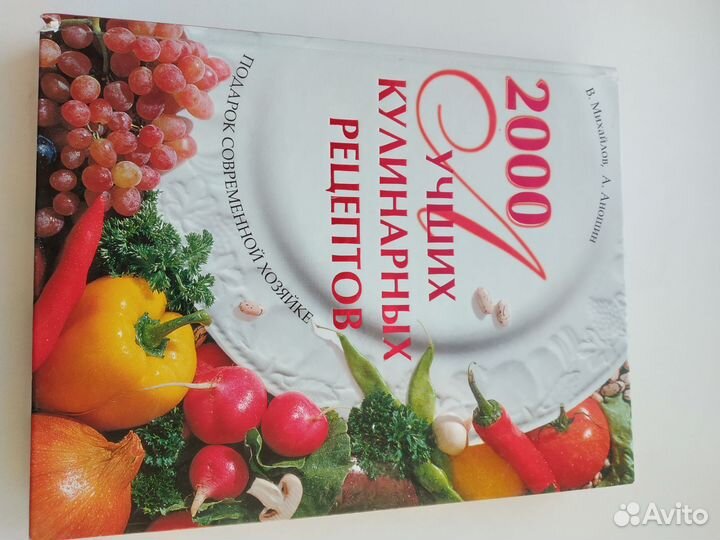 В. Михайлов, А. Аношин
2000
ЛУЧШИХ
КУЛИНАРНЫХ
РЕЦЕПТОВ
ПОДАРОК СОВРЕМЕННОЙ ХОЗЯЙКЕ
Avito